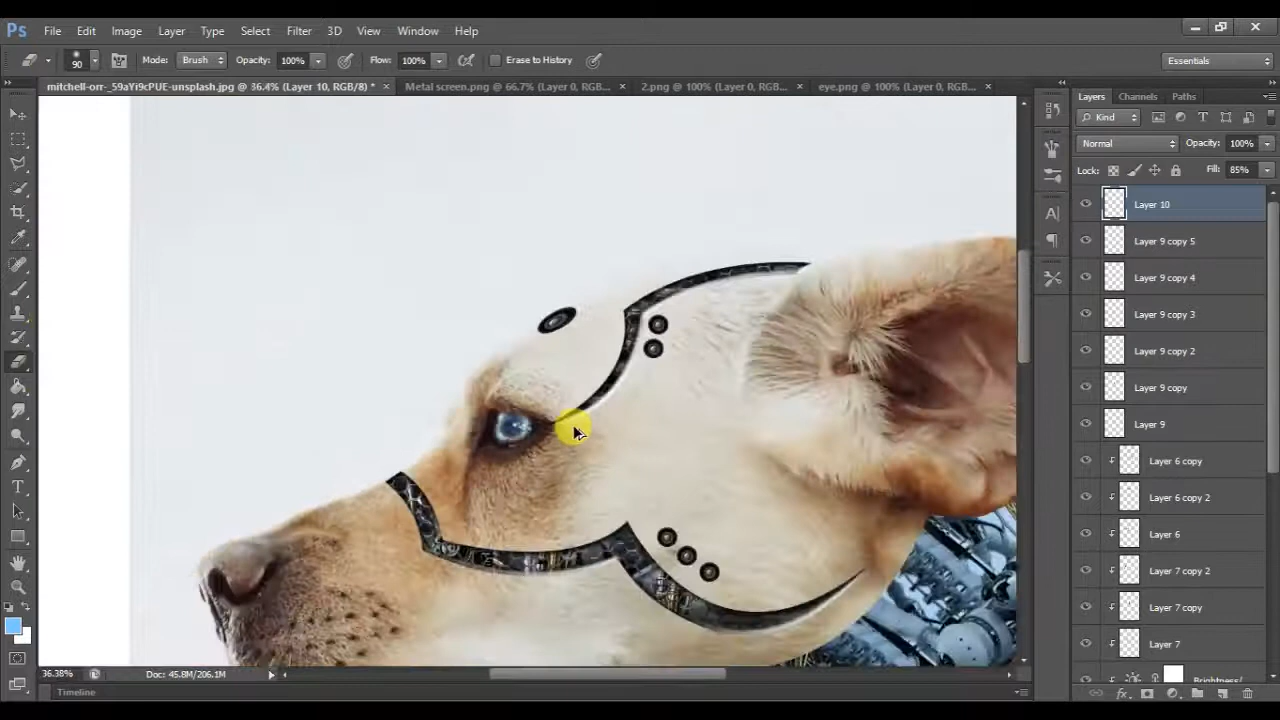 Ps File Edit Image Layer Type Select Filter 3D View Window Help
90 Mode: Brush Opacity: 100% Flow: 100% Erase to History Essentials
mitchell-orr-_59aYi9cPUE-unsplash.jpg @ 36.4% (Layer 10, RGB/8) * × Metal screen.png @ 66.7% (Layer 0, RGB... × 2.png @ 100% (Layer 0, RGB... × eye.png @ 100% (Layer 0, RGB... ×
Layers Channels Paths
Kind
Normal Opacity: 100%
Lock: Fill: 85%
Layer 10
Layer 9 copy 5
Layer 9 copy 4
Layer 9 copy 3
Layer 9 copy 2
Layer 9 copy
Layer 9
Layer 6 copy
Layer 6 copy 2
Layer 6
Layer 7 copy 2
Layer 7 copy
Layer 7
Brightness/
36.38% Doc: 45.8M/206.1M
Timeline